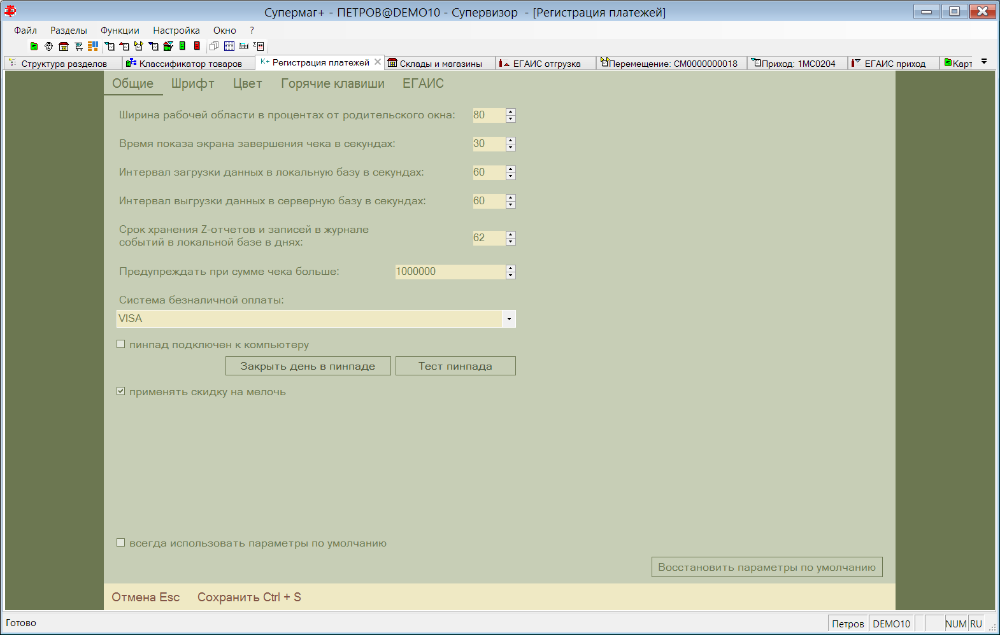 Супермаг+ - ПЕТРОВ@DEMO10 - Супервизор - [Регистрация платежей]
Файл Разделы Функции Настройка Окно ?
Структура разделов Классификатор товаров K+ Регистрация платежей Склады и магазины ЕГАИС отгрузка Перемещение: СМ0000000018 Приход: 1МС0204 ЕГАИС приход Карт
Общие Шрифт Цвет Горячие клавиши ЕГАИС
Ширина рабочей области в процентах от родительского окна: 80
Время показа экрана завершения чека в секундах: 30
Интервал загрузки данных в локальную базу в секундах: 60
Интервал выгрузки данных в серверную базу в секундах: 60
Срок хранения Z-отчетов и записей в журнале
событий в локальной базе в днях: 62
Предупреждать при сумме чека больше: 1000000
Система безналичной оплаты:
VISA
пинпад подключен к компьютеру
Закрыть день в пинпаде Тест пинпада
применять скидку на мелочь
всегда использовать параметры по умолчанию
Восстановить параметры по умолчанию
Отмена Esc Сохранить Ctrl + S
Готово Петров DEMO10 NUM RU